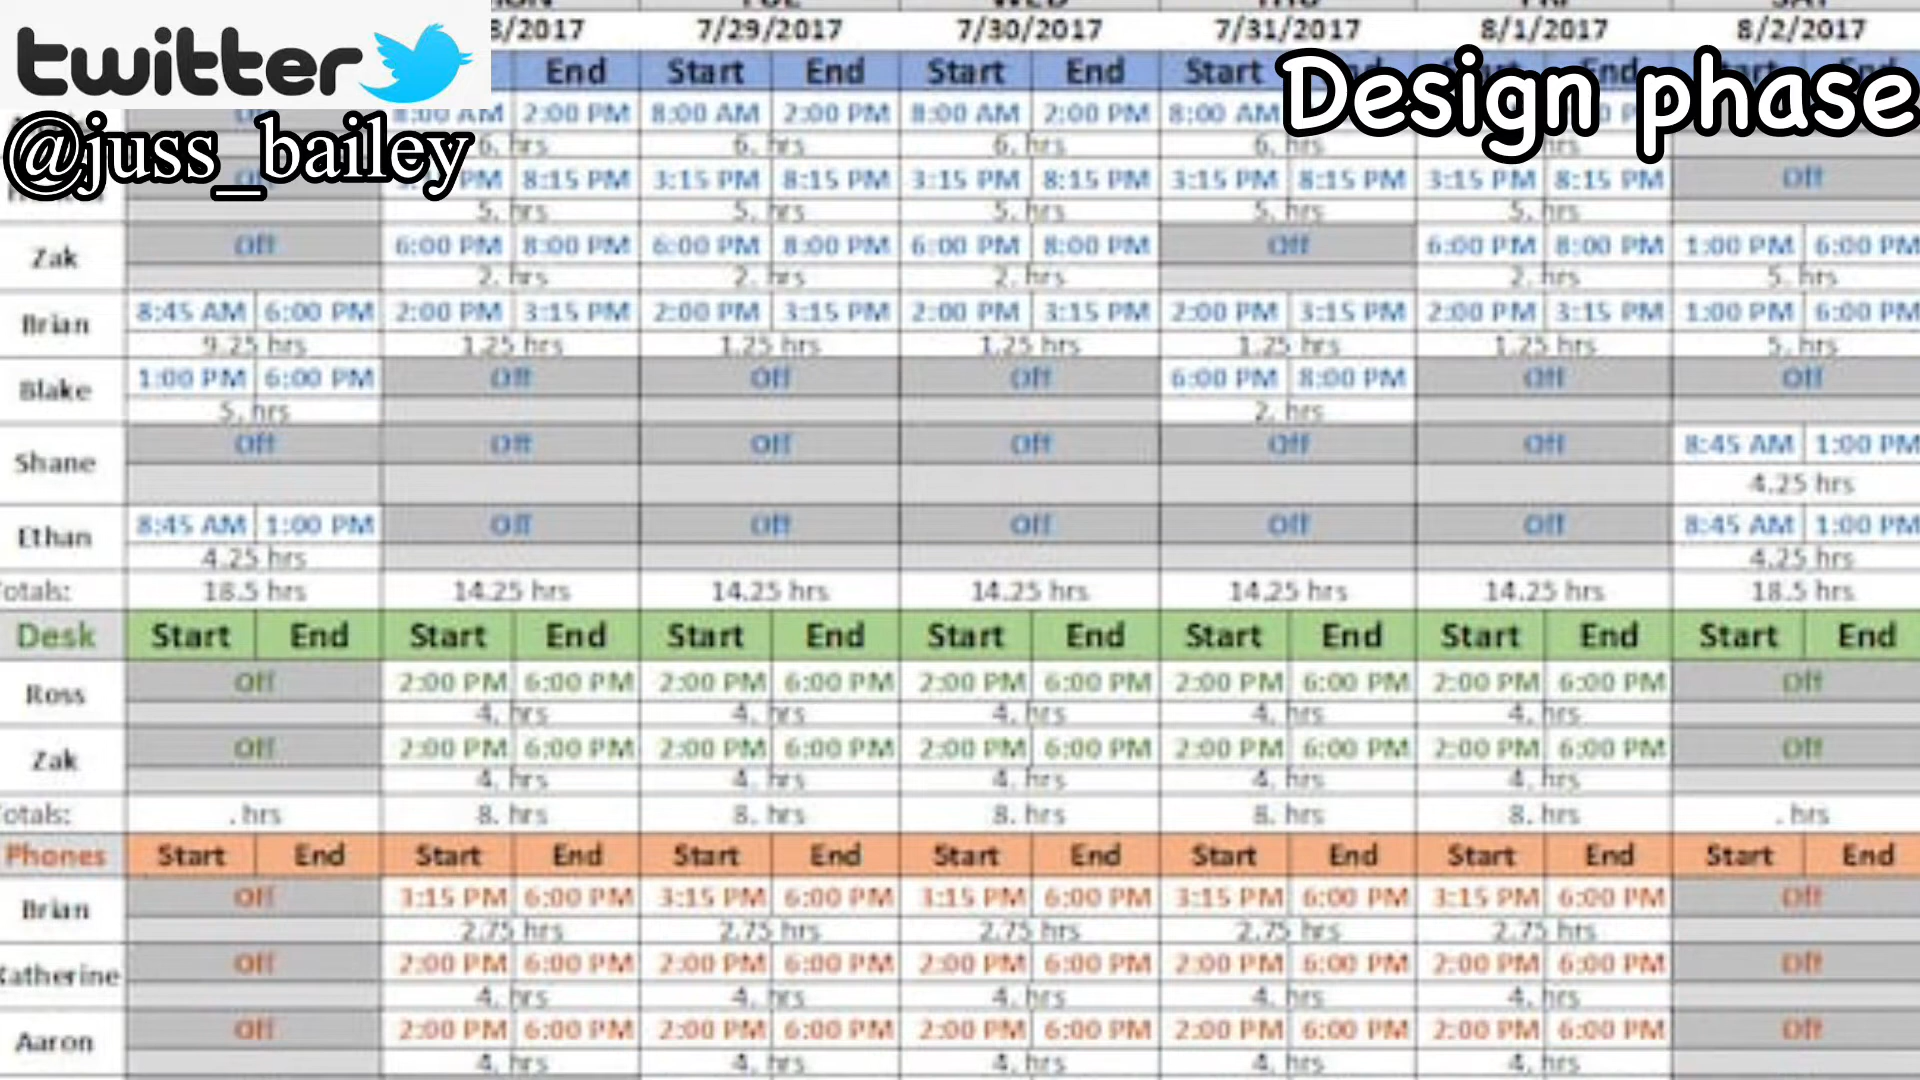 twitter
@juss_bailey
Design phase
8/2017 7/29/2017 7/30/2017 7/31/2017 8/1/2017 8/2/2017
End Start End Start End Start
8:00 AM 2:00 PM 8:00 AM 2:00 PM 8:00 AM 2:00 PM 8:00 AM
6. hrs 6. hrs 6. hrs 6. hrs hrs
PM 8:15 PM 3:15 PM 8:15 PM 3:15 PM 8:15 PM 3:15 PM 8:15 PM 3:15 PM 8:15 PM Off
5. hrs 5. hrs 5. hrs 5. hrs 5. hrs
Zak Off 6:00 PM 8:00 PM 6:00 PM 8:00 PM 6:00 PM 8:00 PM Off 6:00 PM 8:00 PM 1:00 PM 6:00 PM
2. hrs 2. hrs 2. hrs 2. hrs 5. hrs
Brian 8:45 AM 6:00 PM 2:00 PM 3:15 PM 2:00 PM 3:15 PM 2:00 PM 3:15 PM 2:00 PM 3:15 PM 2:00 PM 3:15 PM 1:00 PM 6:00 PM
9.25 hrs 1.25 hrs 1.25 hrs 1.25 hrs 1.25 hrs 1.25 hrs 5. hrs
Blake 1:00 PM 6:00 PM Off Off Off 6:00 PM 8:00 PM Off Off
5. hrs 2. hrs
Shane Off Off Off Off Off Off 8:45 AM 1:00 PM
4.25 hrs
Ethan 8:45 AM 1:00 PM Off Off Off Off Off 8:45 AM 1:00 PM
4.25 hrs 4.25 hrs
otals: 18.5 hrs 14.25 hrs 14.25 hrs 14.25 hrs 14.25 hrs 14.25 hrs 18.5 hrs
Desk Start End Start End Start End Start End Start End Start End Start End
Ross Off 2:00 PM 6:00 PM 2:00 PM 6:00 PM 2:00 PM 6:00 PM 2:00 PM 6:00 PM 2:00 PM 6:00 PM Off
4. hrs 4. hrs 4. hrs 4. hrs 4. hrs
Zak Off 2:00 PM 6:00 PM 2:00 PM 6:00 PM 2:00 PM 6:00 PM 2:00 PM 6:00 PM 2:00 PM 6:00 PM Off
4. hrs 4. hrs 4. hrs 4. hrs 4. hrs
otals: . hrs 8. hrs 8. hrs 8. hrs 8. hrs 8. hrs . hrs
Phones Start End Start End Start End Start End Start End Start End Start End
Brian Off 3:15 PM 6:00 PM 3:15 PM 6:00 PM 3:15 PM 6:00 PM 3:15 PM 6:00 PM 3:15 PM 6:00 PM Off
2.75 hrs 2.75 hrs 2.75 hrs 2.75 hrs 2.75 hrs
Katherine Off 2:00 PM 6:00 PM 2:00 PM 6:00 PM 2:00 PM 6:00 PM 2:00 PM 6:00 PM 2:00 PM 6:00 PM Off
4. hrs 4. hrs 4. hrs 4. hrs 4. hrs
Aaron Off 2:00 PM 6:00 PM 2:00 PM 6:00 PM 2:00 PM 6:00 PM 2:00 PM 6:00 PM 2:00 PM 6:00 PM Off
4. hrs 4. hrs 4. hrs 4. hrs 4. hrs